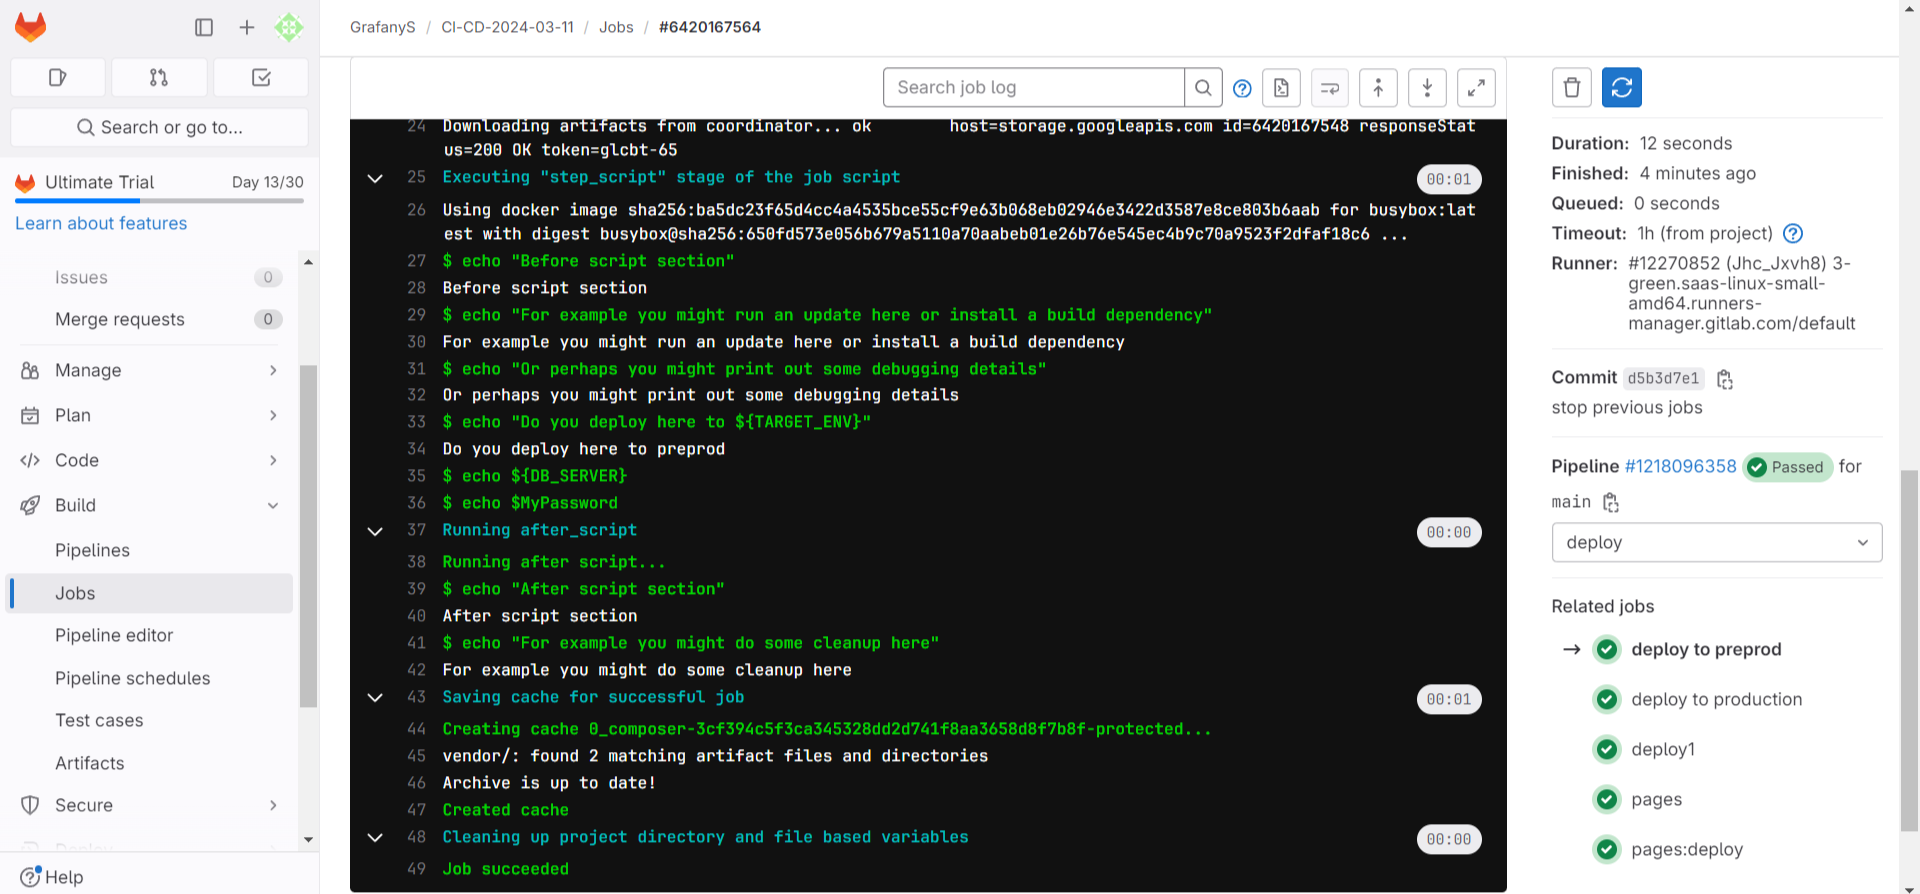 GrafanyS / CI-CD-2024-03-11 / Jobs / #6420167564
Search or go to...
Ultimate Trial Day 13/30
Learn about features
Issues 0
Merge requests 0
Manage
Plan
Code
Build
Pipelines
Jobs
Pipeline editor
Pipeline schedules
Test cases
Artifacts
Secure
Deploy
Help
Search job log
24 Downloading artifacts from coordinator... ok host=storage.googleapis.com id=6420167548 responseStat
us=200 OK token=glcbt-65
25 Executing "step_script" stage of the job script 00:01
26 Using docker image sha256:ba5dc23f65d4cc4a4535bce55cf9e63b068eb02946e3422d3587e8ce803b6aab for busybox:lat
est with digest busybox@sha256:650fd573e056b679a5110a70aabeb01e26b76e545ec4b9c70a9523f2dfaf18c6 ...
27 $ echo "Before script section"
28 Before script section
29 $ echo "For example you might run an update here or install a build dependency"
30 For example you might run an update here or install a build dependency
31 $ echo "Or perhaps you might print out some debugging details"
32 Or perhaps you might print out some debugging details
33 $ echo "Do you deploy here to ${TARGET_ENV}"
34 Do you deploy here to preprod
35 $ echo ${DB_SERVER}
36 $ echo $MyPassword
37 Running after_script 00:00
38 Running after script...
39 $ echo "After script section"
40 After script section
41 $ echo "For example you might do some cleanup here"
42 For example you might do some cleanup here
43 Saving cache for successful job 00:01
44 Creating cache 0_composer-3cf394c5f3ca345328dd2d741f8aa3658d8f7b8f-protected...
45 vendor/: found 2 matching artifact files and directories
46 Archive is up to date!
47 Created cache
48 Cleaning up project directory and file based variables 00:00
49 Job succeeded
Duration: 12 seconds
Finished: 4 minutes ago
Queued: 0 seconds
Timeout: 1h (from project)
Runner: #12270852 (Jhc_Jxvh8) 3-
green.saas-linux-small-
amd64.runners-
manager.gitlab.com/default
Commit d5b3d7e1
stop previous jobs
Pipeline #1218096358 Passed for
main
deploy
Related jobs
→ deploy to preprod
deploy to production
deploy1
pages
pages:deploy